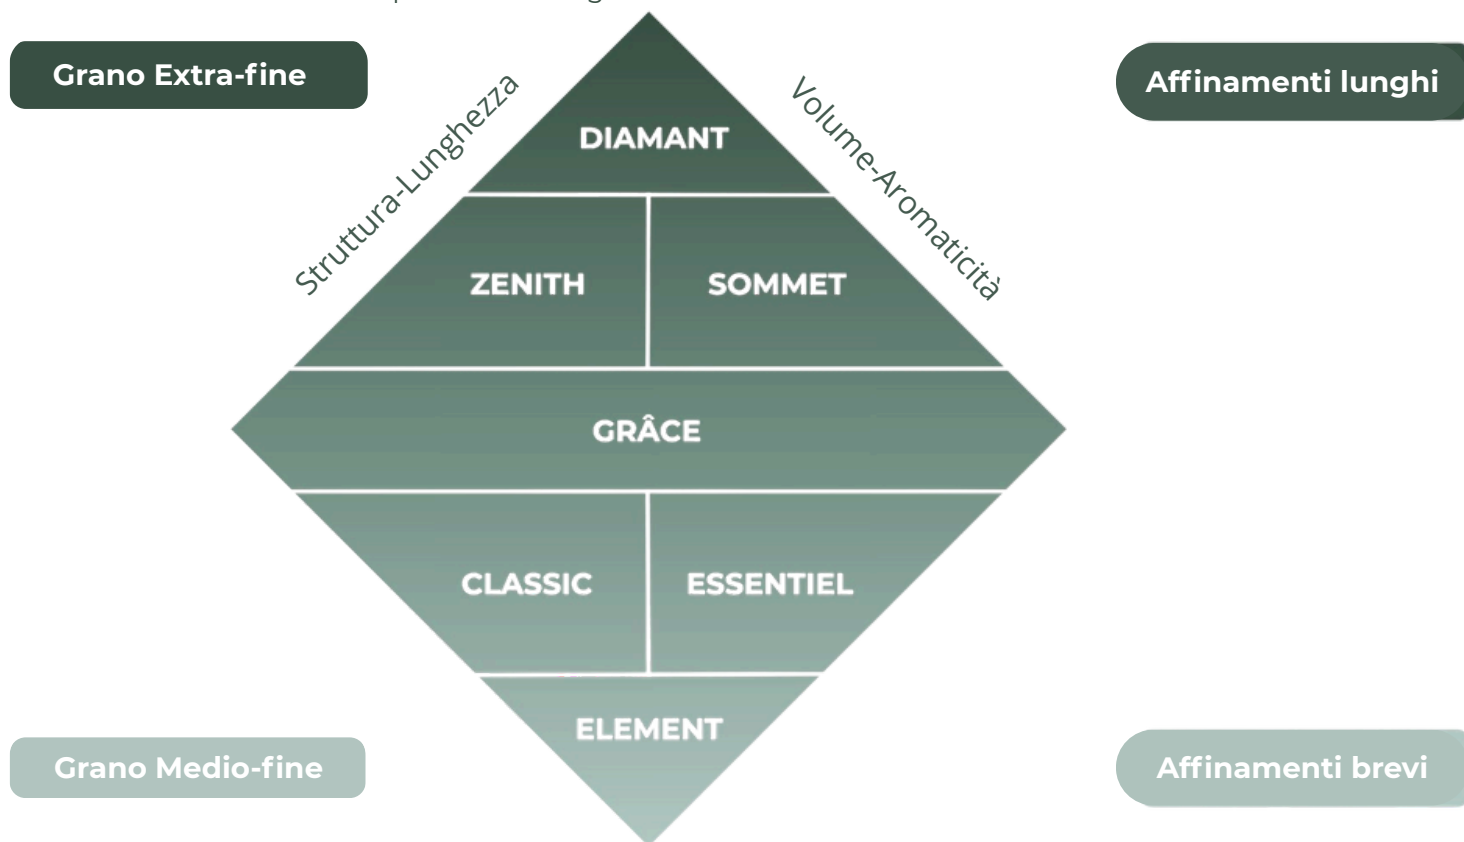 Grano Extra-fine
Affinamenti lunghi
Struttura-Lunghezza
Volume-Aromaticità
DIAMANT
ZENITH
SOMMET
GRÂCE
CLASSIC
ESSENTIEL
ELEMENT
Grano Medio-fine
Affinamenti brevi